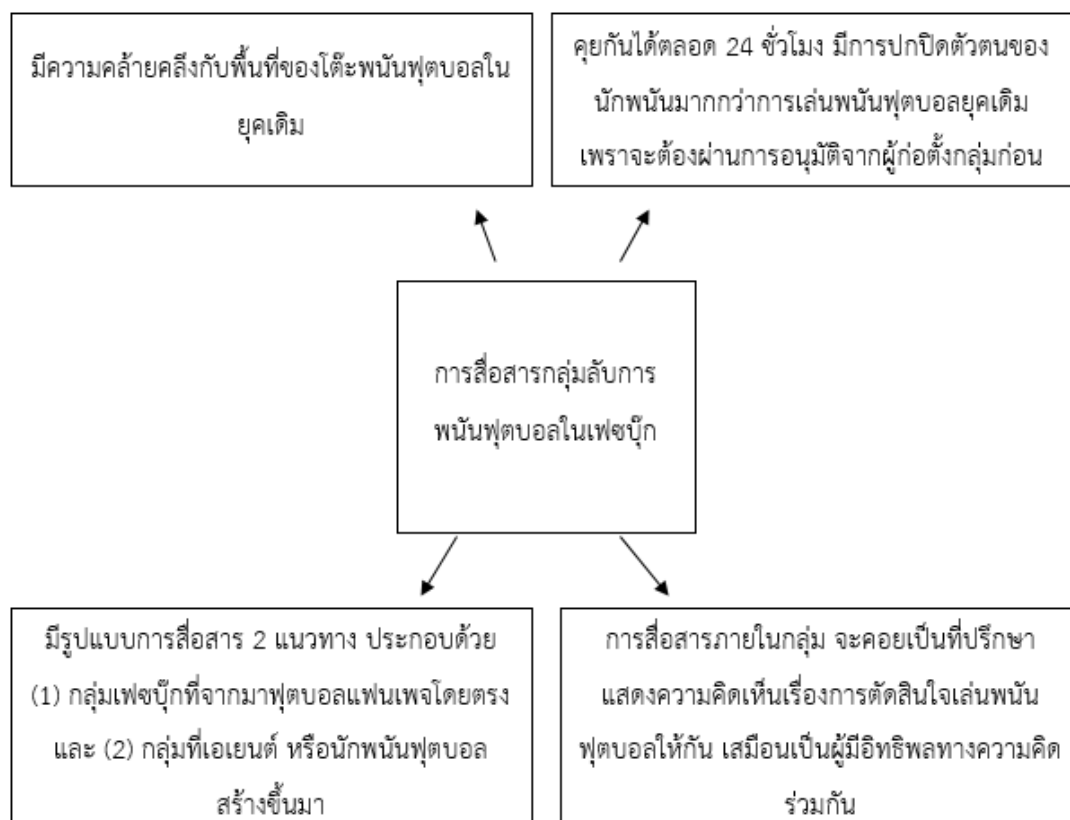 มีความคล้ายคลึงกับพื้นที่ของโต๊ะพนันฟุตบอลใน
ยุคเดิม
คุยกันได้ตลอด 24 ชั่วโมง มีการปกปิดตัวตนของ
นักพนันมากกว่าการเล่นพนันฟุตบอลยุคเดิม
เพราจะต้องผ่านการอนุมัติจากผู้ก่อตั้งกลุ่มก่อน
การสื่อสารกลุ่มลับการ
พนันฟุตบอลในเฟซบุ๊ก
มีรูปแบบการสื่อสาร 2 แนวทาง ประกอบด้วย
(1) กลุ่มเฟซบุ๊กที่จากมาฟุตบอลแฟนเพจโดยตรง
และ (2) กลุ่มที่เอเยนต์ หรือนักพนันฟุตบอล
สร้างขึ้นมา
การสื่อสารภายในกลุ่ม จะคอยเป็นที่ปรึกษา
แสดงความคิดเห็นเรื่องการตัดสินใจเล่นพนัน
ฟุตบอลให้กัน เสมือนเป็นผู้มีอิทธิพลทางความคิด
ร่วมกัน